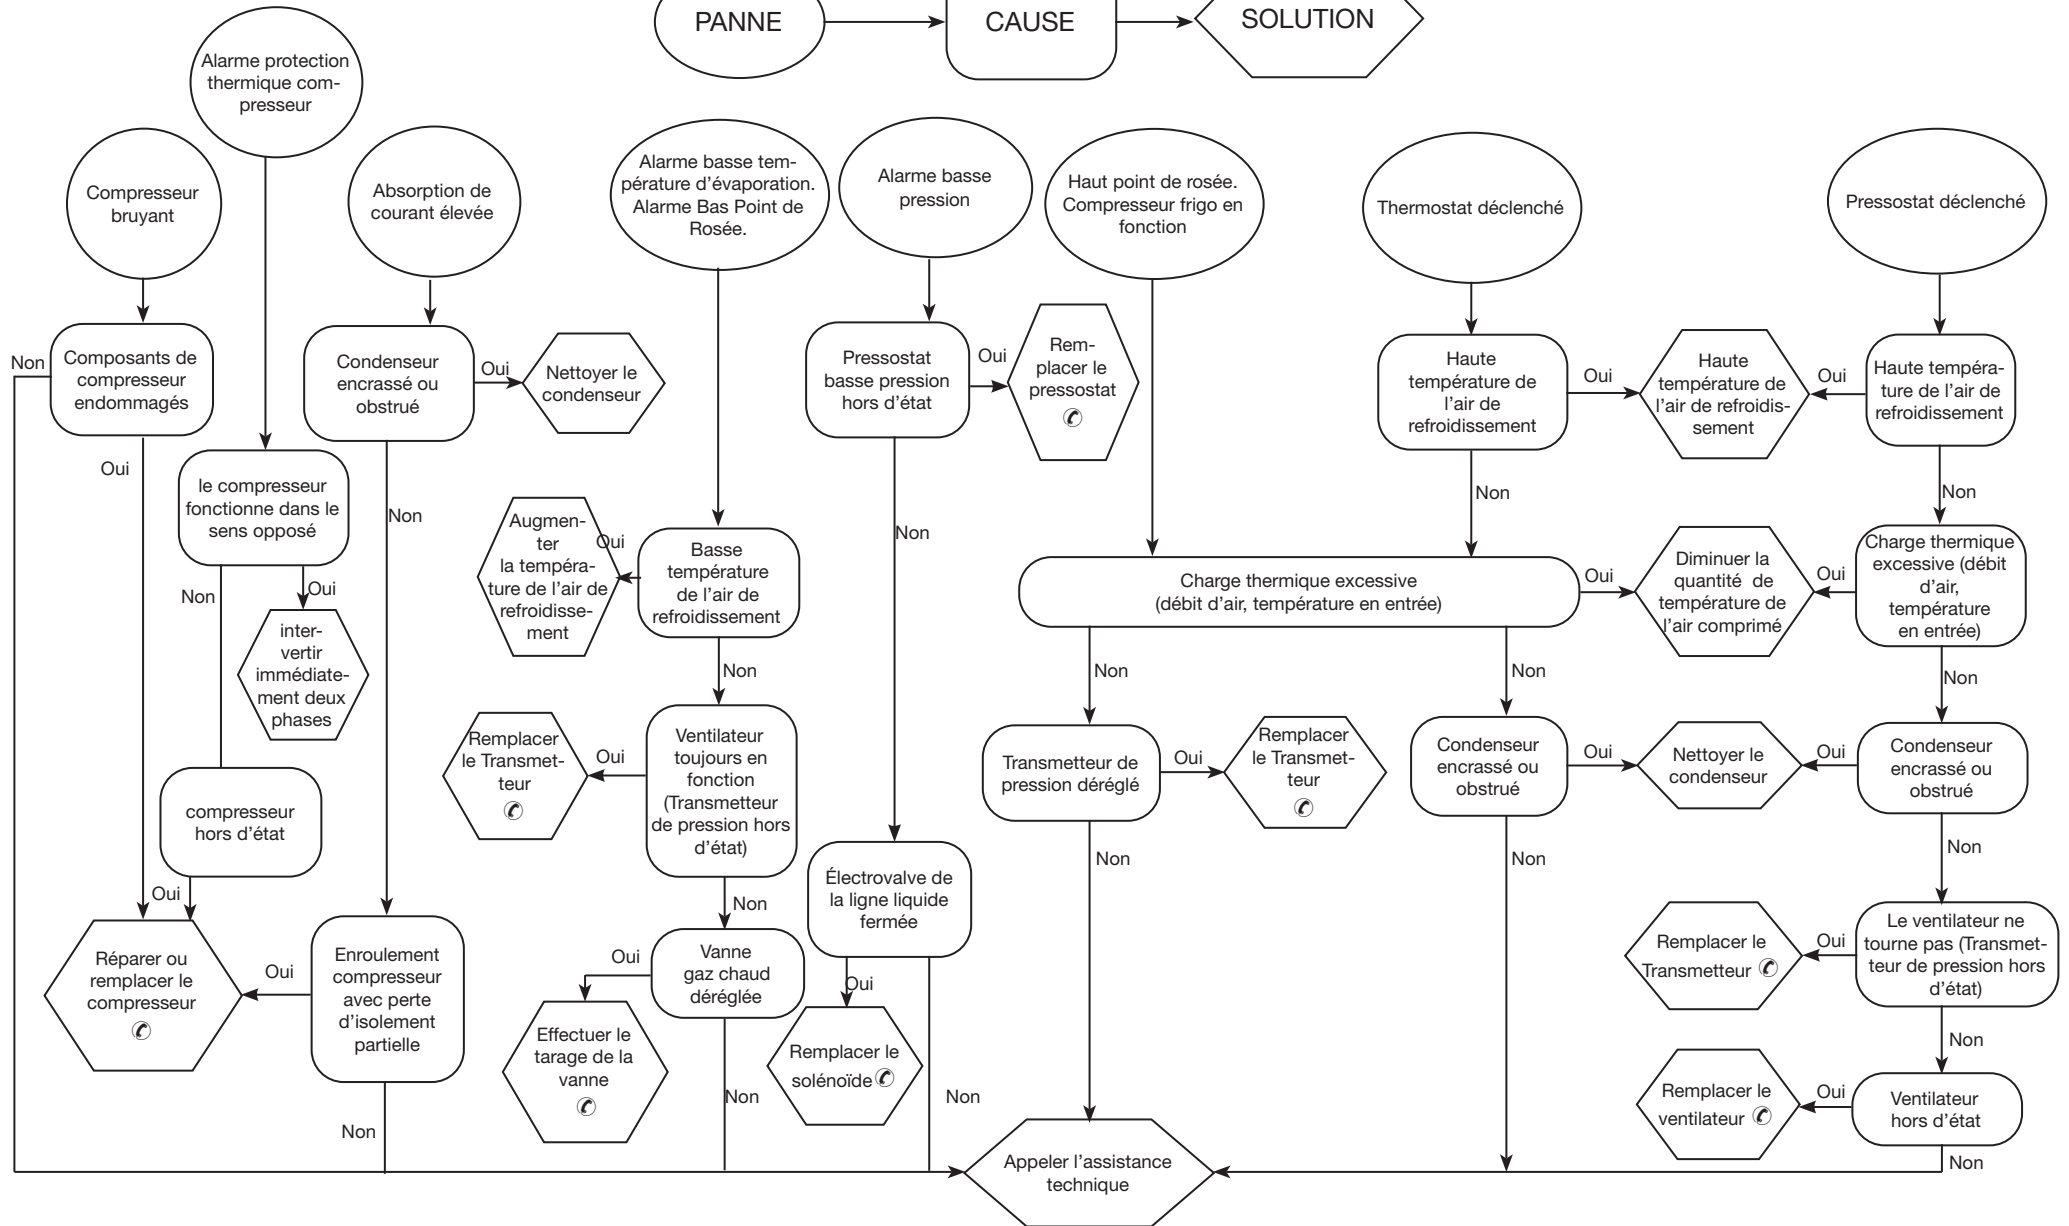 PANNE
CAUSE
SOLUTION
Alarme protection
thermique com-
presseur
Compresseur
bruyant
Absorption de
courant élevée
Alarme basse tem-
pérature d'évaporation.
Alarme Bas Point de
Rosée.
Alarme basse
pression
Haut point de rosée.
Compresseur frigo en
fonction
Thermostat déclenché
Pressostat déclenché
Non
Composants de
compresseur
endommagés
Oui
Condenseur
encrassé ou
obstrué
Oui
Nettoyer le
condenseur
Non
Pressostat
basse pression
hors d'état
Oui
Rem-
placer le
pressostat
Non
Haute
température de
l'air de
refroidissement
Oui
Haute
température de
l'air de refroidis-
sement
Oui
Haute tempéra-
ture de l'air de
refroidissement
Non
Non
le compresseur
fonctionne dans le
sens opposé
Non
Oui
inter-
vertir
immédiate-
ment deux
phases
Augmen-
ter
la tempéra-
ture de l'air de
refroidisse-
ment
Oui
Basse
température
de l'air de
refroidissement
Non
Charge thermique excessive
(débit d'air, température en entrée)
Oui
Diminuer la
quantité de
température de
l'air comprimé
Oui
Charge thermique
excessive (débit
d'air,
température
en entrée)
Non
Non
Non
Remplacer
le Transmet-
teur
Oui
Ventilateur
toujours en
fonction
(Transmetteur
de pression hors
d'état)
Non
Transmetteur de
pression déréglé
Oui
Remplacer
le Transmet-
teur
Non
Condenseur
encrassé ou
obstrué
Oui
Nettoyer le
condenseur
Oui
Condenseur
encrassé ou
obstrué
Non
Non
compresseur
hors d'état
Oui
Réparer ou
remplacer le
compresseur
Oui
Enroulement
compresseur
avec perte
d'isolement
partielle
Non
Oui
Vanne
gaz chaud
déréglée
Effectuer le
tarage de la
vanne
Non
Électrovalve de
la ligne liquide
fermée
Oui
Remplacer le
solénoïde
Non
Remplacer le
Transmetteur
Oui
Le ventilateur ne
tourne pas (Transmet-
teur de pression hors
d'état)
Non
Remplacer le
ventilateur
Oui
Ventilateur
hors d'état
Non
Appeler l'assistance
technique